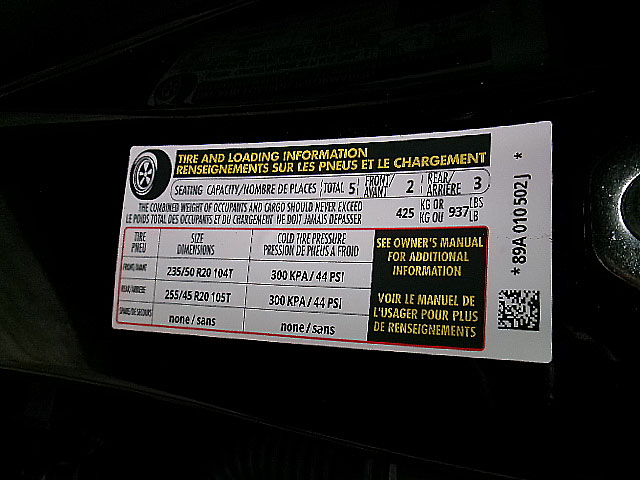 TIRE AND LOADING INFORMATION
RENSEIGNEMENTS SUR LES PNEUS ET LE CHARGEMENT
SEATING CAPACITY/NOMBRE DE PLACES TOTAL 5 FRONT/AVANT 2 REAR/ARRIÈRE 3
THE COMBINED WEIGHT OF OCCUPANTS AND CARGO SHOULD NEVER EXCEED
LE POIDS TOTAL DES OCCUPANTS ET DU CHARGEMENT NE DOIT JAMAIS DEPASSER
425 KG OR KG OU 937 LBS LB
TIRE PNEU SIZE DIMENSIONS COLD TIRE PRESSURE PRESSION DE PNEUS A FROID
FRONT/AVANT 235/50 R20 104T 300 KPA / 44 PSI
REAR/ARRIÈRE 255/45 R20 105T 300 KPA / 44 PSI
SPARE/DE SECOURS none / sans none / sans
SEE OWNER'S MANUAL
FOR ADDITIONAL
INFORMATION
VOIR LE MANUEL DE
L'USAGER POUR PLUS
DE RENSEIGNEMENTS
* 89A 010 502J *